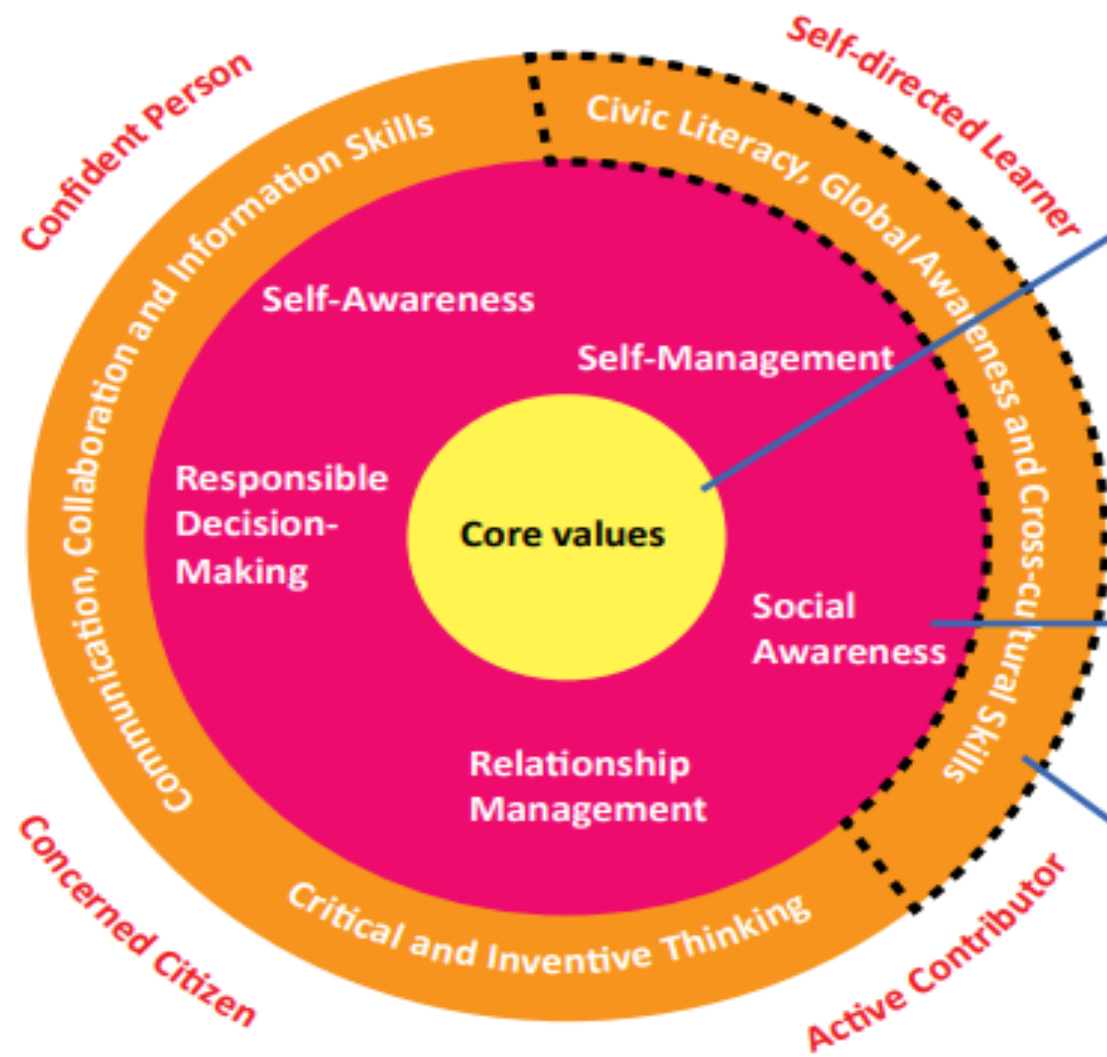 Confident Person
Self-directed Learner
Communication, Collaboration and Information Skills
Civic Literacy, Global Awareness and Cross-cultural Skills
Self-Awareness
Self-Management
Responsible
Decision-
Making
Core values
Social
Awareness
Relationship
Management
Critical and Inventive Thinking
Concerned Citizen
Active Contributor